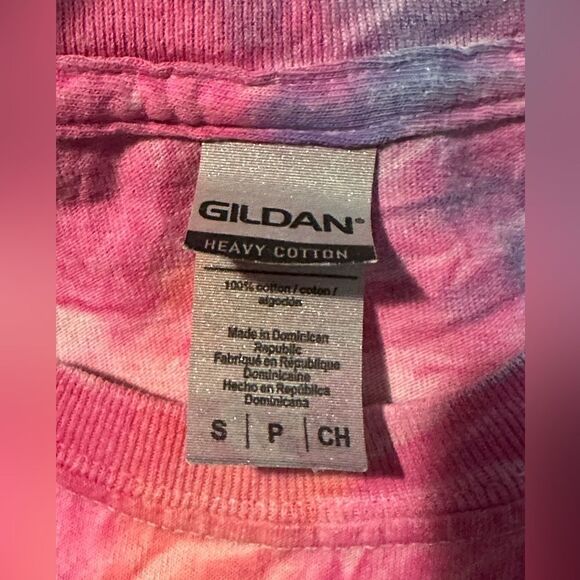 GILDAN®
HEAVY COTTON
100% cotton / coton /
algodón
Made in Dominican
Republic
Fabriqué en République
Dominicaine
Hecho en República
Dominicana
S | P | CH